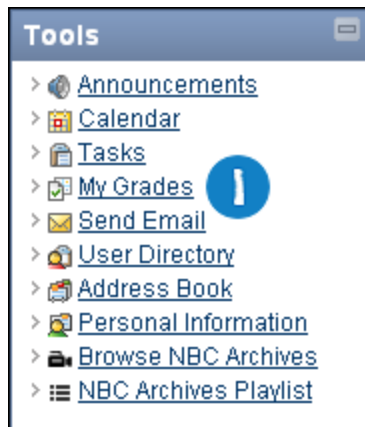 Tools
Announcements
Calendar
Tasks
My Grades 1
Send Email
User Directory
Address Book
Personal Information
Browse NBC Archives
NBC Archives Playlist